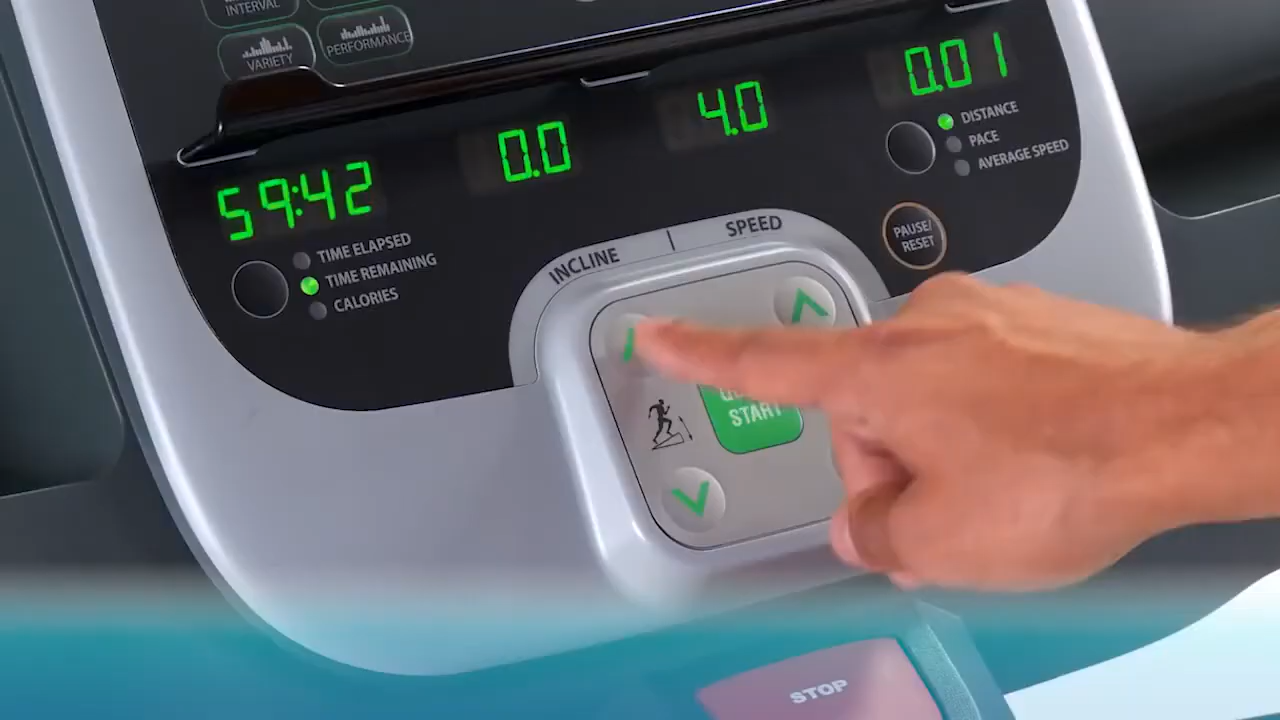 INTERVAL
VARIETY
PERFORMANCE
59:42
0.0
4.0
0.01
TIME ELAPSED
TIME REMAINING
CALORIES
DISTANCE
PACE
AVERAGE SPEED
INCLINE | SPEED
PAUSE/
RESET
START
STOP